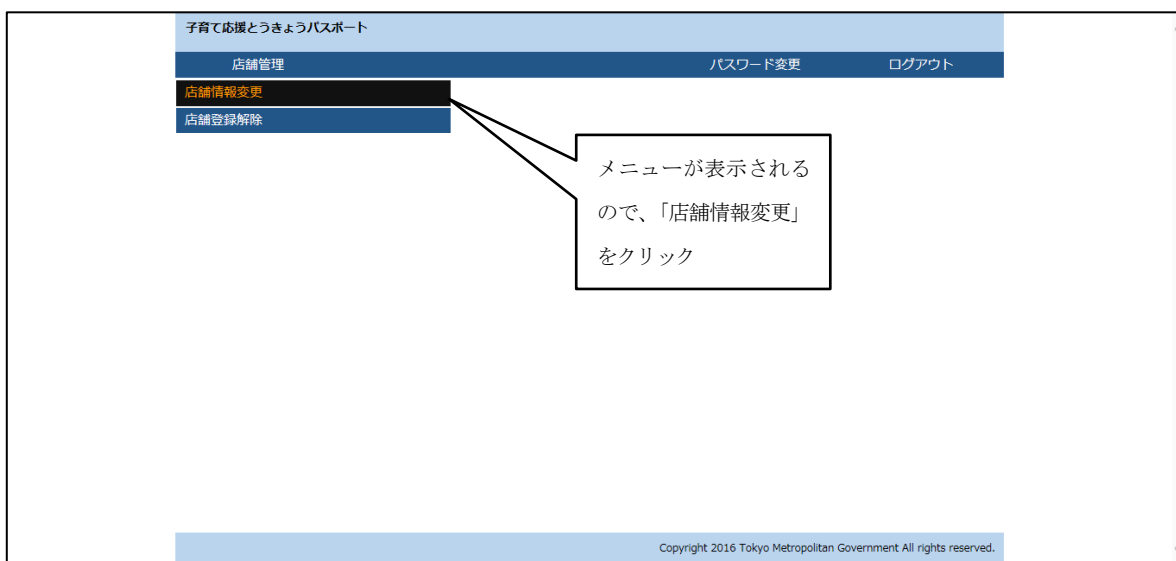 子育て応援とうきょうパスポート
店舗管理 パスワード変更 ログアウト
店舗情報変更
店舗登録解除
メニューが表示される
ので、「店舗情報変更」
をクリック
Copyright 2016 Tokyo Metropolitan Government All rights reserved.